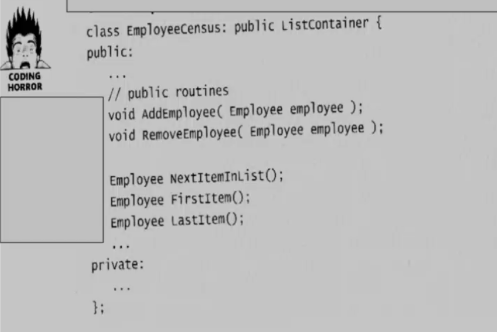 class EmployeeCensus: public ListContainer {
public:
...
// public routines
void AddEmployee( Employee employee );
void RemoveEmployee( Employee employee );
Employee NextItemInList();
Employee FirstItem();
Employee LastItem();
...
private:
...
};
CODING
HORROR